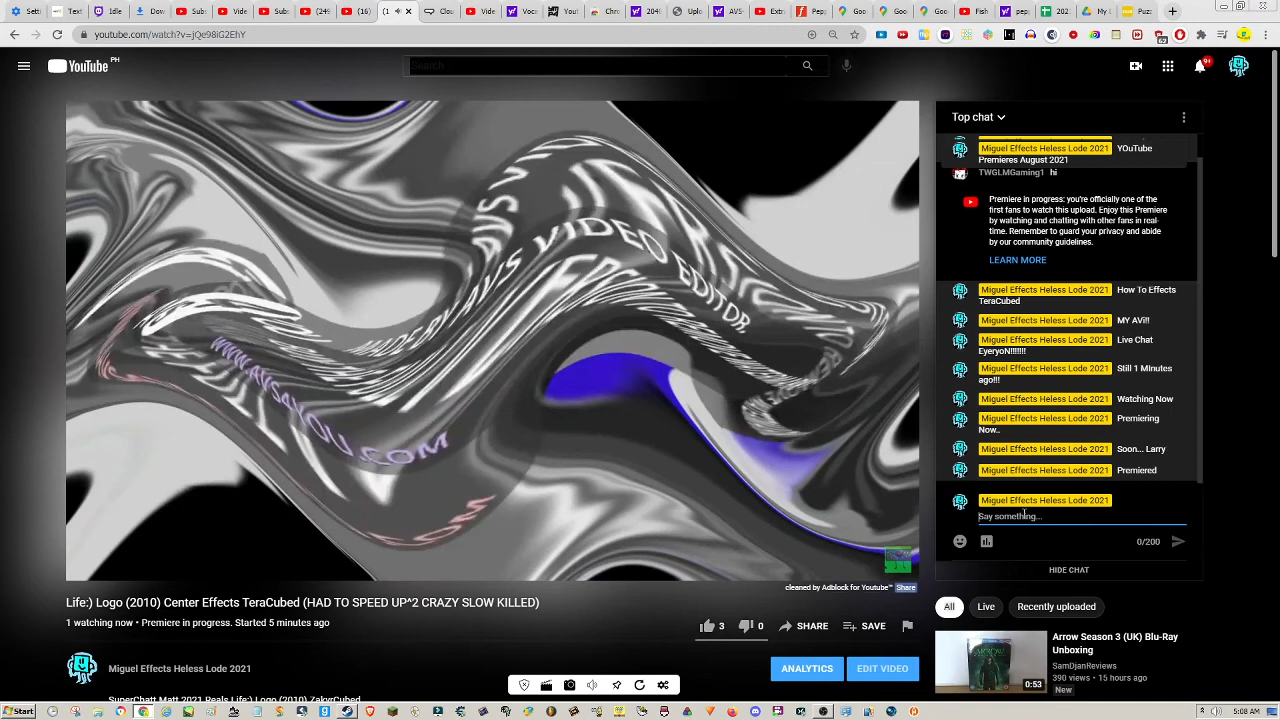 youtube.com/watch?v=jQe98iG2EhY
YouTube PH
Search
9+
AVS VIDEO EDITOR
Top chat
Miguel Effects Heless Lode 2021 YOuTube
Premieres August 2021
TWGLMGaming1 hi
Premiere in progress: you're officially one of the
first fans to watch this upload. Enjoy this Premiere
by watching and chatting with other fans in real-
time. Remember to guard your privacy and abide
by our community guidelines.
LEARN MORE
Miguel Effects Heless Lode 2021 How To Effects
TeraCubed
Miguel Effects Heless Lode 2021 MY AVi!!
Miguel Effects Heless Lode 2021 Live Chat
EyeryoN!!!!!!!
Miguel Effects Heless Lode 2021 Still 1 MInutes
ago!!!
Miguel Effects Heless Lode 2021 Watching Now
Miguel Effects Heless Lode 2021 Premiering
Now..
Miguel Effects Heless Lode 2021 Soon... Larry
Miguel Effects Heless Lode 2021 Premiered
Miguel Effects Heless Lode 2021
Say something...
0/200
HIDE CHAT
cleaned by Adblock for Youtube™ Share
Life:) Logo (2010) Center Effects TeraCubed (HAD TO SPEED UP^2 CRAZY SLOW KILLED)
1 watching now • Premiere in progress. Started 5 minutes ago
3
0
SHARE
SAVE
Miguel Effects Heless Lode 2021
ANALYTICS
EDIT VIDEO
All
Live
Recently uploaded
Arrow Season 3 (UK) Blu-Ray
Unboxing
SamDjanReviews
390 views • 15 hours ago
New
0:53
Start
5:08 AM